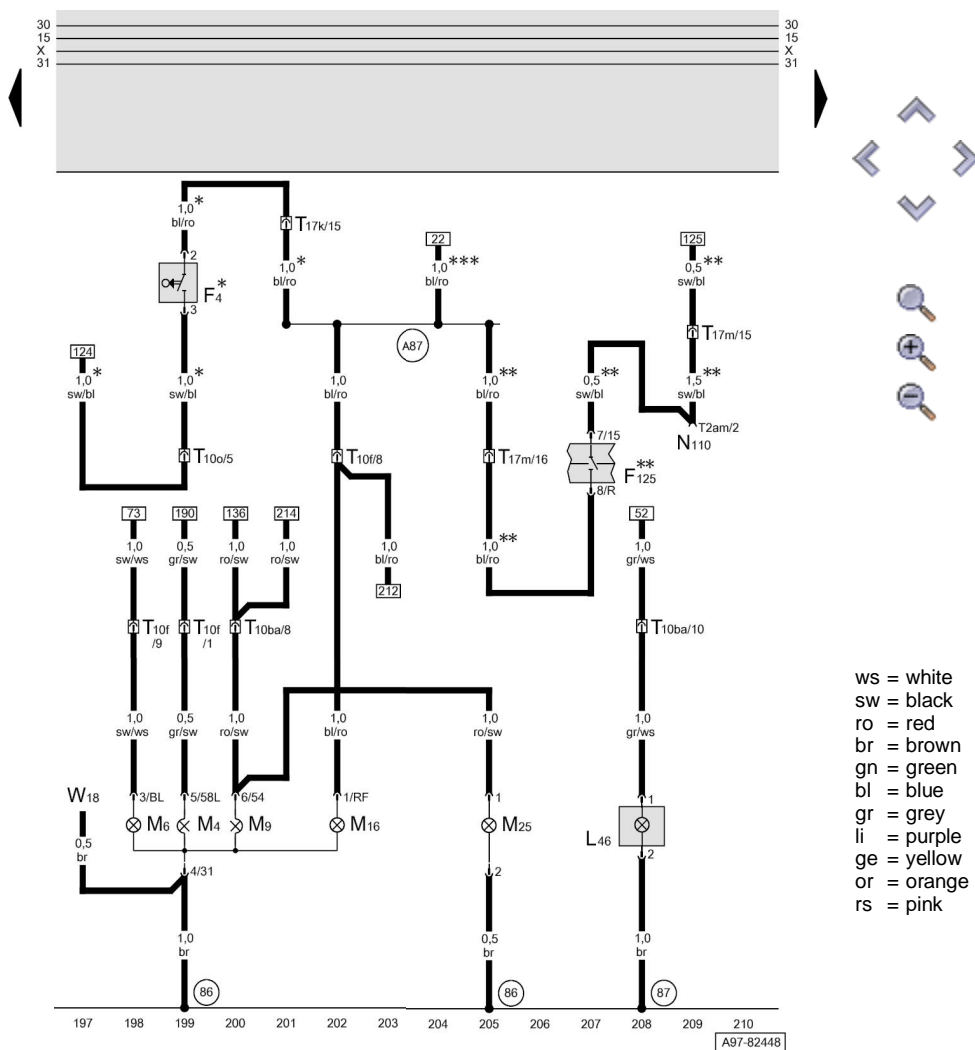 30 30
15 15
X X
31 31
1,0 *
bl/ro
T17k/15
2
F4*
3
1,0 *
bl/ro
22
1,0 ***
bl/ro
125
0,5 **
sw/bl
A87
T17m/15
124
1,0 *
sw/bl
1,0 *
sw/bl
1,0
bl/ro
1,0 **
bl/ro
0,5 **
sw/bl
1,5 **
sw/bl
T2am/2
N110
T10o/5
T10f/8
T17m/16
7/15
F125**
8/R
73 190 136 214
52
1,0
sw/ws
0,5
gr/sw
1,0
ro/sw
1,0
ro/sw
1,0
bl/ro
1,0 **
bl/ro
1,0
gr/ws
212
T10f/9
T10f/1
T10ba/8
T10ba/10
1,0
sw/ws
0,5
gr/sw
1,0
ro/sw
1,0
bl/ro
1,0
ro/sw
1,0
gr/ws
W18
3/BL 5/58L 6/54 1/RF 1 1
M6 M4 M9 M16 M25 L46
0,5
br
4/31
2
2
1,0
br
0,5
br
1,0
br
86 86 87
197 198 199 200 201 202 203 204 205 206 207 208 209 210
A97-82448
ws = white
sw = black
ro = red
br = brown
gn = green
bl = blue
gr = grey
li = purple
ge = yellow
or = orange
rs = pink